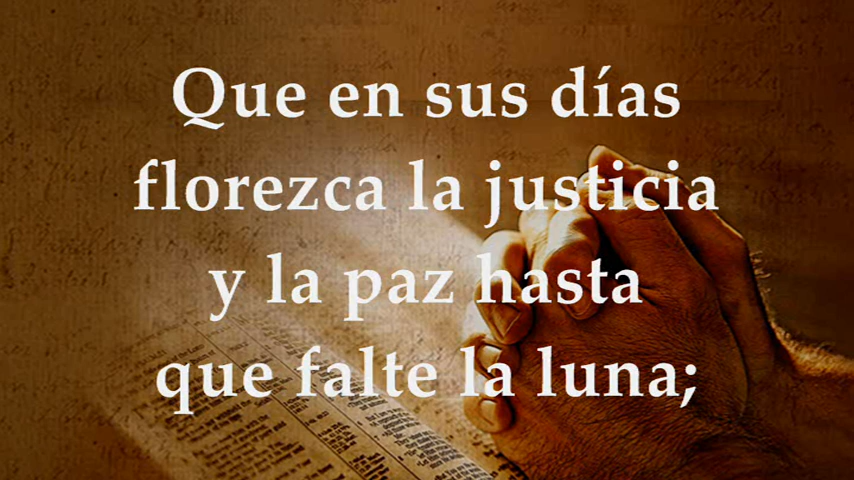 Que en sus días
florezca la justicia
y la paz hasta
que falte la luna;